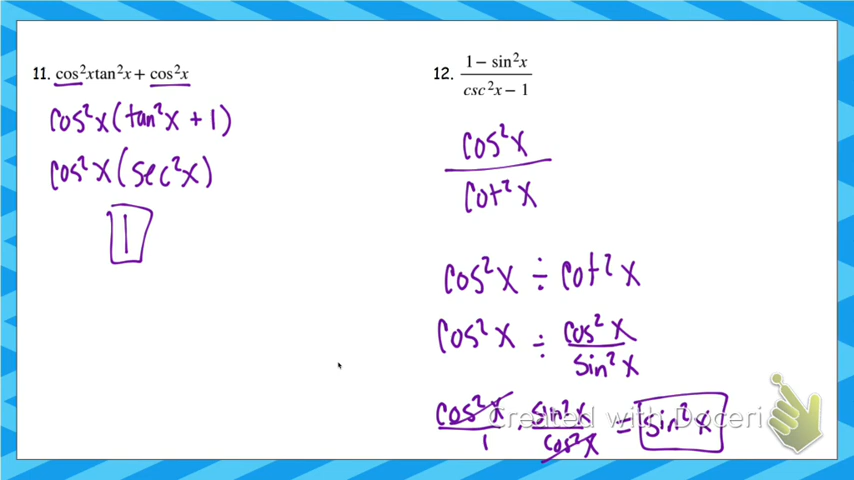 11. cos²xtan²x + cos²x
cos²x(tan²x + 1)
cos²x(sec²x)
1
12. 1 − sin²x
csc²x − 1
cos²x
cot²x
cos²x ÷ cot²x
cos²x ÷ cos²x
sin²x
cos²x · sin²x = sin²x
1 cos²x
Created with Doceri